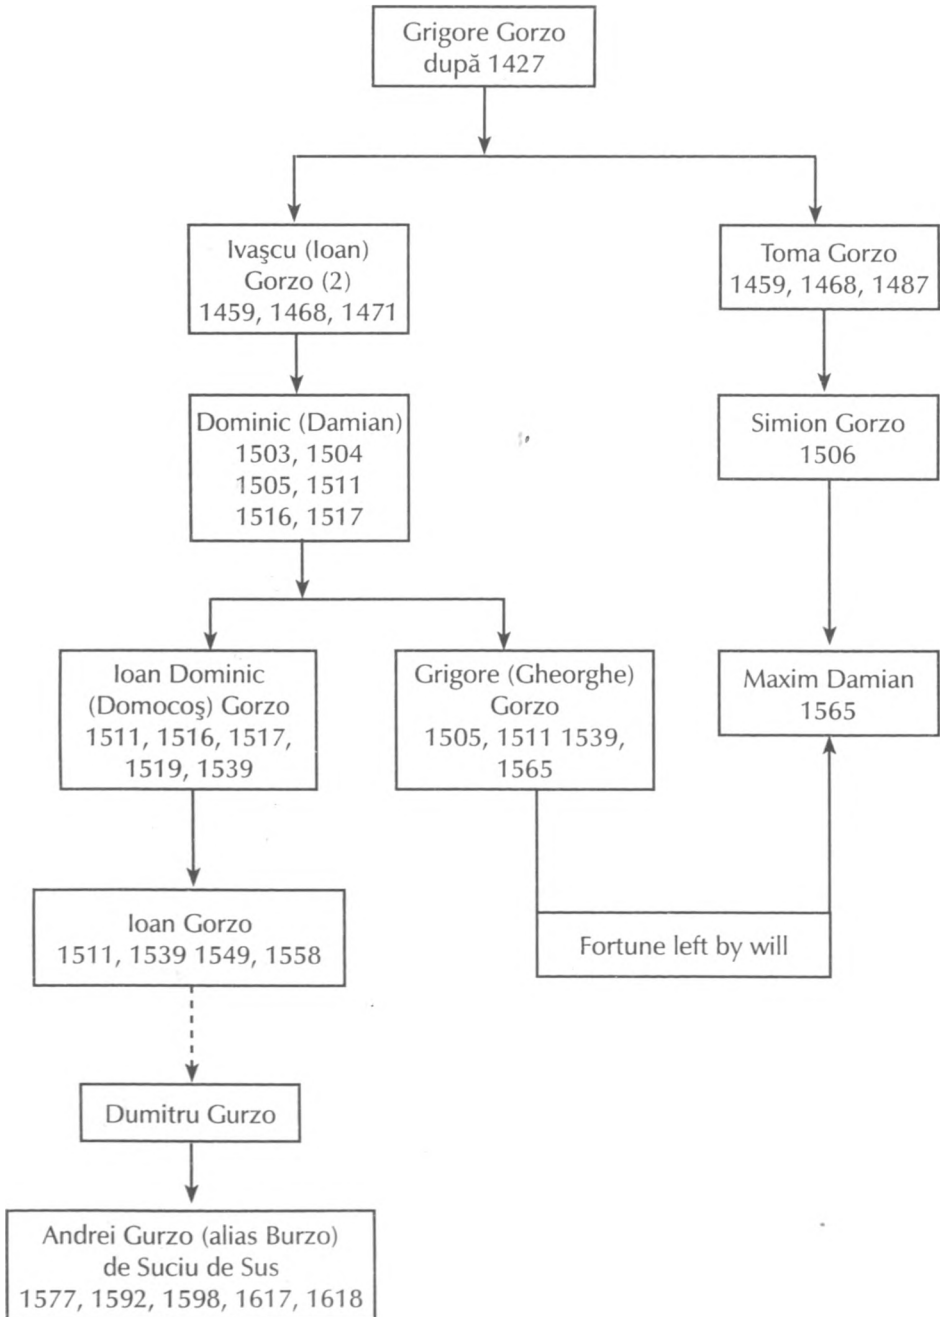 Grigore Gorzo
după 1427
Ivaşcu (Ioan)
Gorzo (2)
1459, 1468, 1471
Toma Gorzo
1459, 1468, 1487
Dominic (Damian)
1503, 1504
1505, 1511
1516, 1517
Simion Gorzo
1506
Ioan Dominic
(Domocoş) Gorzo
1511, 1516, 1517,
1519, 1539
Grigore (Gheorghe)
Gorzo
1505, 1511 1539,
1565
Maxim Damian
1565
Ioan Gorzo
1511, 1539 1549, 1558
Fortune left by will
Dumitru Gurzo
Andrei Gurzo (alias Burzo)
de Suciu de Sus
1577, 1592, 1598, 1617, 1618